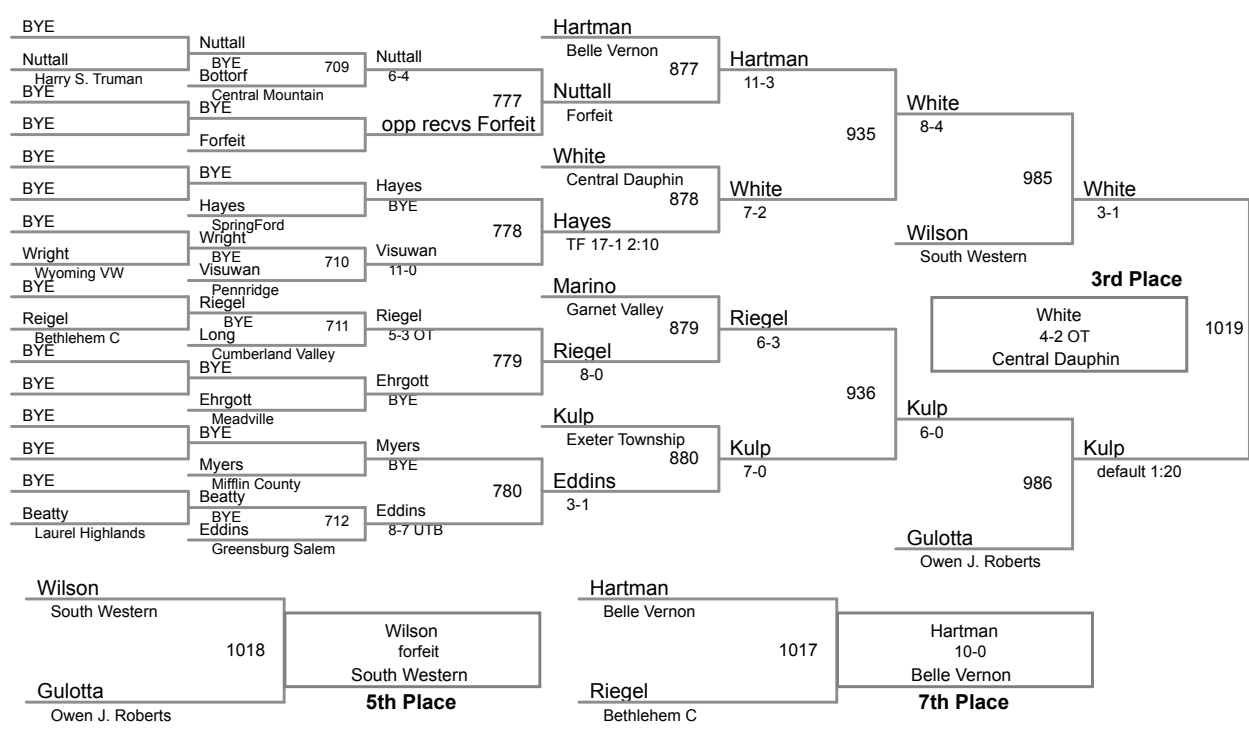 BYE
Nuttall
Harry S. Truman
BYE
BYE
BYE
BYE
BYE
Wright
Wyoming VW
BYE
Reigel
Bethlehem C
BYE
BYE
BYE
BYE
BYE
Beatty
Laurel Highlands
Nuttall
BYE
709
Bottorf
Central Mountain
BYE
Forfeit
BYE
Hayes
SpringFord
Wright
BYE
710
Visuwan
Pennridge
Riegel
BYE
711
Long
Cumberland Valley
BYE
Ehrgott
Meadville
BYE
Myers
Mifflin County
Beatty
BYE
712
Eddins
Greensburg Salem
Nuttall
6-4
777
opp recvs Forfeit
Hayes
BYE
778
Visuwan
11-0
Riegel
5-3 OT
779
Ehrgott
BYE
Myers
BYE
780
Eddins
8-7 UTB
Hartman
Belle Vernon
877
Nuttall
Forfeit
White
Central Dauphin
878
Hayes
TF 17-1 2:10
Marino
Garnet Valley
879
Riegel
8-0
Kulp
Exeter Township
880
Eddins
3-1
Hartman
11-3
935
White
7-2
Riegel
6-3
936
Kulp
7-0
White
8-4
985
Wilson
South Western
Kulp
6-0
986
Gulotta
Owen J. Roberts
White
3-1
1019
Kulp
default 1:20
3rd Place
White
4-2 OT
Central Dauphin
Wilson
South Western
1018
Gulotta
Owen J. Roberts
Wilson
forfeit
South Western
5th Place
Hartman
Belle Vernon
1017
Riegel
Bethlehem C
Hartman
10-0
Belle Vernon
7th Place